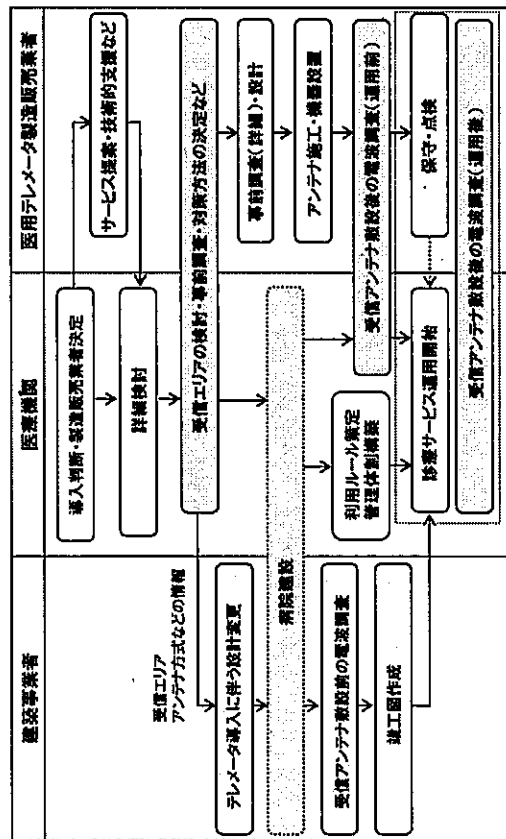 建築事業者
医療機関
医用テレメータ製造販売業者
導入判断・製造販売業者決定
サービス提案・技術的支援など
詳細検討
受信エリアの検討・事前調査・対策方法の決定など
受信エリア
アンテナ方式などの情報
テレメータ導入に伴う設計変更
事前調査(詳細)・設計
病院建設
アンテナ施工・機器設置
受信アンテナ敷設前の電波調査
利用ルール策定
管理体制構築
受信アンテナ敷設後の電波調査(運用前)
竣工図作成
診療サービス運用開始
保守・点検
受信アンテナ敷設後の電波調査(運用後)